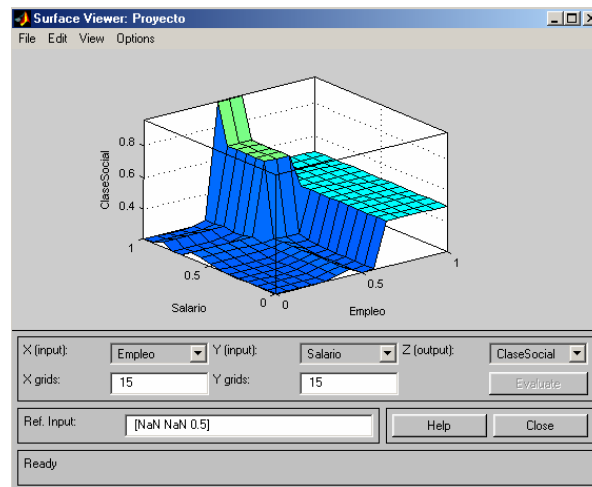 Surface Viewer: Proyecto
File Edit View Options
ClaseSocial
0.8
0.6
0.4
1
0.5
0
Salario
0
0.5
1
Empleo
X (input): Empleo Y (input): Salario Z (output): ClaseSocial
X grids: 15 Y grids: 15 Evaluate
Ref. Input: [NaN NaN 0.5] Help Close
Ready